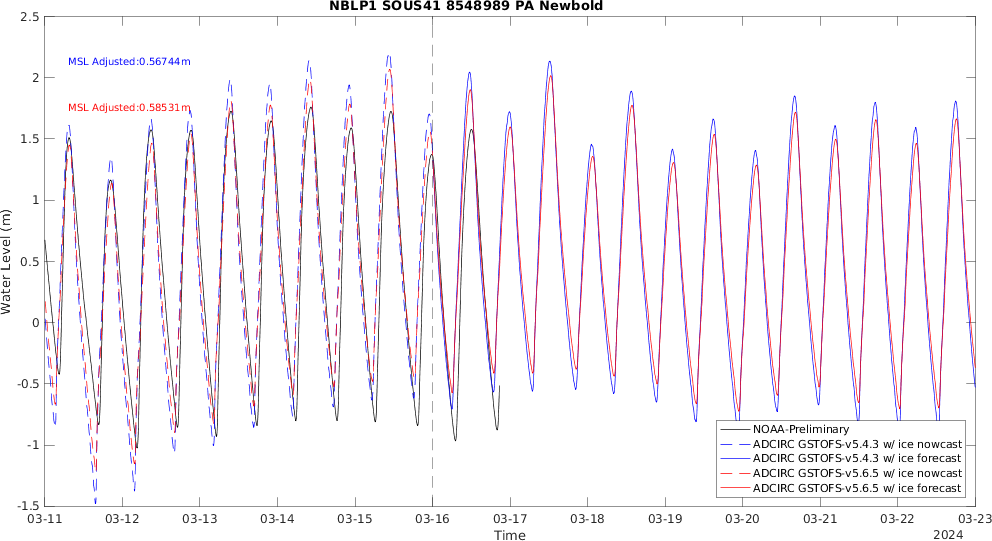 NBLP1 SOUS41 8548989 PA Newbold
MSL Adjusted:0.56744m
MSL Adjusted:0.58531m
Water Level (m)
2.5
2
1.5
1
0.5
0
-0.5
-1
-1.5
NOAA-Preliminary
ADCIRC GSTOFS-v5.4.3 w/ ice nowcast
ADCIRC GSTOFS-v5.4.3 w/ ice forecast
ADCIRC GSTOFS-v5.6.5 w/ ice nowcast
ADCIRC GSTOFS-v5.6.5 w/ ice forecast
03-11 03-12 03-13 03-14 03-15 03-16 03-17 03-18 03-19 03-20 03-21 03-22 03-23
Time
2024